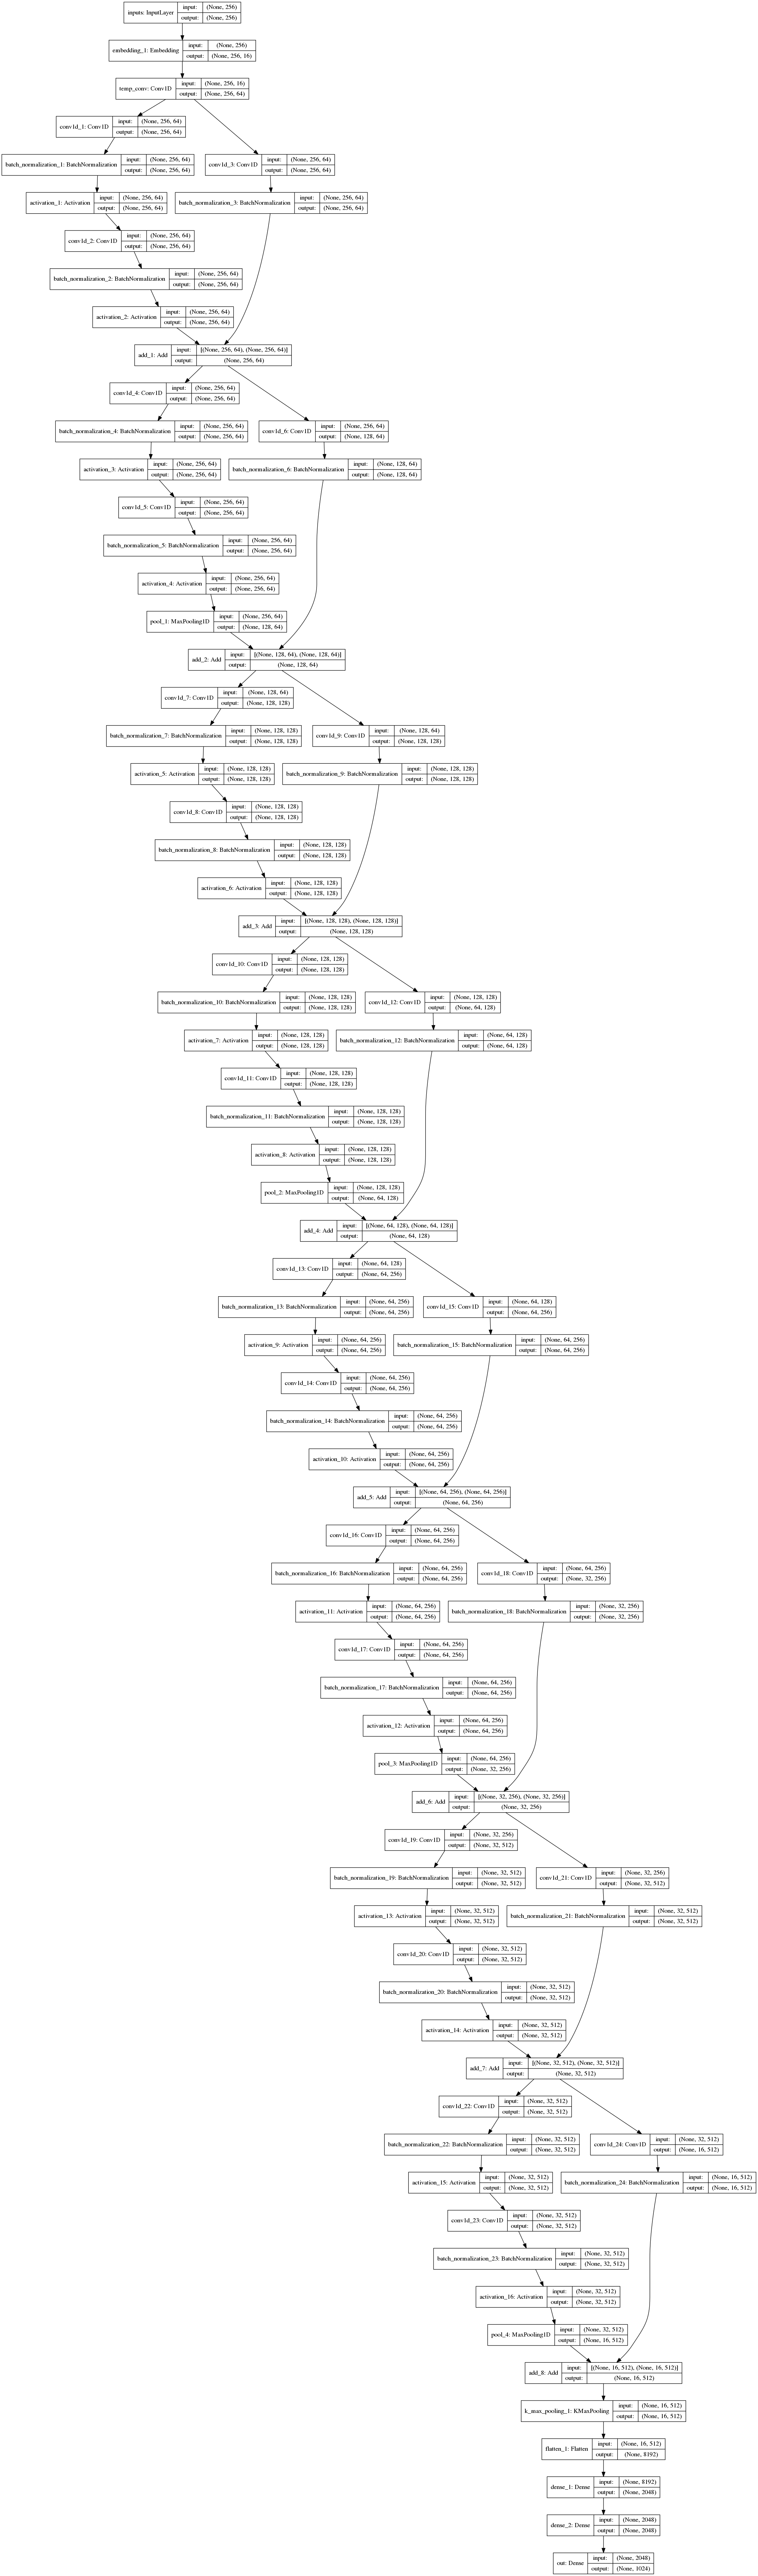 inputs: InputLayer input: (None, 256)
output: (None, 256)
embedding_1: Embedding input: (None, 256)
output: (None, 256, 16)
temp_conv: Conv1D input: (None, 256, 16)
output: (None, 256, 64)
conv1d_1: Conv1D input: (None, 256, 64)
output: (None, 256, 64)
batch_normalization_1: BatchNormalization input: (None, 256, 64)
output: (None, 256, 64)
conv1d_3: Conv1D input: (None, 256, 64)
output: (None, 256, 64)
activation_1: Activation input: (None, 256, 64)
output: (None, 256, 64)
batch_normalization_3: BatchNormalization input: (None, 256, 64)
output: (None, 256, 64)
conv1d_2: Conv1D input: (None, 256, 64)
output: (None, 256, 64)
batch_normalization_2: BatchNormalization input: (None, 256, 64)
output: (None, 256, 64)
activation_2: Activation input: (None, 256, 64)
output: (None, 256, 64)
add_1: Add input: [(None, 256, 64), (None, 256, 64)]
output: (None, 256, 64)
conv1d_4: Conv1D input: (None, 256, 64)
output: (None, 256, 64)
batch_normalization_4: BatchNormalization input: (None, 256, 64)
output: (None, 256, 64)
conv1d_6: Conv1D input: (None, 256, 64)
output: (None, 128, 64)
activation_3: Activation input: (None, 256, 64)
output: (None, 256, 64)
batch_normalization_6: BatchNormalization input: (None, 128, 64)
output: (None, 128, 64)
conv1d_5: Conv1D input: (None, 256, 64)
output: (None, 256, 64)
batch_normalization_5: BatchNormalization input: (None, 256, 64)
output: (None, 256, 64)
activation_4: Activation input: (None, 256, 64)
output: (None, 256, 64)
pool_1: MaxPooling1D input: (None, 256, 64)
output: (None, 128, 64)
add_2: Add input: [(None, 128, 64), (None, 128, 64)]
output: (None, 128, 64)
conv1d_7: Conv1D input: (None, 128, 64)
output: (None, 128, 128)
batch_normalization_7: BatchNormalization input: (None, 128, 128)
output: (None, 128, 128)
conv1d_9: Conv1D input: (None, 128, 64)
output: (None, 128, 128)
activation_5: Activation input: (None, 128, 128)
output: (None, 128, 128)
batch_normalization_9: BatchNormalization input: (None, 128, 128)
output: (None, 128, 128)
conv1d_8: Conv1D input: (None, 128, 128)
output: (None, 128, 128)
batch_normalization_8: BatchNormalization input: (None, 128, 128)
output: (None, 128, 128)
activation_6: Activation input: (None, 128, 128)
output: (None, 128, 128)
add_3: Add input: [(None, 128, 128), (None, 128, 128)]
output: (None, 128, 128)
conv1d_10: Conv1D input: (None, 128, 128)
output: (None, 128, 128)
batch_normalization_10: BatchNormalization input: (None, 128, 128)
output: (None, 128, 128)
conv1d_12: Conv1D input: (None, 128, 128)
output: (None, 64, 128)
activation_7: Activation input: (None, 128, 128)
output: (None, 128, 128)
batch_normalization_12: BatchNormalization input: (None, 64, 128)
output: (None, 64, 128)
conv1d_11: Conv1D input: (None, 128, 128)
output: (None, 128, 128)
batch_normalization_11: BatchNormalization input: (None, 128, 128)
output: (None, 128, 128)
activation_8: Activation input: (None, 128, 128)
output: (None, 128, 128)
pool_2: MaxPooling1D input: (None, 128, 128)
output: (None, 64, 128)
add_4: Add input: [(None, 64, 128), (None, 64, 128)]
output: (None, 64, 128)
conv1d_13: Conv1D input: (None, 64, 128)
output: (None, 64, 256)
batch_normalization_13: BatchNormalization input: (None, 64, 256)
output: (None, 64, 256)
conv1d_15: Conv1D input: (None, 64, 128)
output: (None, 64, 256)
activation_9: Activation input: (None, 64, 256)
output: (None, 64, 256)
batch_normalization_15: BatchNormalization input: (None, 64, 256)
output: (None, 64, 256)
conv1d_14: Conv1D input: (None, 64, 256)
output: (None, 64, 256)
batch_normalization_14: BatchNormalization input: (None, 64, 256)
output: (None, 64, 256)
activation_10: Activation input: (None, 64, 256)
output: (None, 64, 256)
add_5: Add input: [(None, 64, 256), (None, 64, 256)]
output: (None, 64, 256)
conv1d_16: Conv1D input: (None, 64, 256)
output: (None, 64, 256)
batch_normalization_16: BatchNormalization input: (None, 64, 256)
output: (None, 64, 256)
conv1d_18: Conv1D input: (None, 64, 256)
output: (None, 32, 256)
activation_11: Activation input: (None, 64, 256)
output: (None, 64, 256)
batch_normalization_18: BatchNormalization input: (None, 32, 256)
output: (None, 32, 256)
conv1d_17: Conv1D input: (None, 64, 256)
output: (None, 64, 256)
batch_normalization_17: BatchNormalization input: (None, 64, 256)
output: (None, 64, 256)
activation_12: Activation input: (None, 64, 256)
output: (None, 64, 256)
pool_3: MaxPooling1D input: (None, 64, 256)
output: (None, 32, 256)
add_6: Add input: [(None, 32, 256), (None, 32, 256)]
output: (None, 32, 256)
conv1d_19: Conv1D input: (None, 32, 256)
output: (None, 32, 512)
batch_normalization_19: BatchNormalization input: (None, 32, 512)
output: (None, 32, 512)
conv1d_21: Conv1D input: (None, 32, 256)
output: (None, 32, 512)
activation_13: Activation input: (None, 32, 512)
output: (None, 32, 512)
batch_normalization_21: BatchNormalization input: (None, 32, 512)
output: (None, 32, 512)
conv1d_20: Conv1D input: (None, 32, 512)
output: (None, 32, 512)
batch_normalization_20: BatchNormalization input: (None, 32, 512)
output: (None, 32, 512)
activation_14: Activation input: (None, 32, 512)
output: (None, 32, 512)
add_7: Add input: [(None, 32, 512), (None, 32, 512)]
output: (None, 32, 512)
conv1d_22: Conv1D input: (None, 32, 512)
output: (None, 32, 512)
batch_normalization_22: BatchNormalization input: (None, 32, 512)
output: (None, 32, 512)
conv1d_24: Conv1D input: (None, 32, 512)
output: (None, 16, 512)
activation_15: Activation input: (None, 32, 512)
output: (None, 32, 512)
batch_normalization_24: BatchNormalization input: (None, 16, 512)
output: (None, 16, 512)
conv1d_23: Conv1D input: (None, 32, 512)
output: (None, 32, 512)
batch_normalization_23: BatchNormalization input: (None, 32, 512)
output: (None, 32, 512)
activation_16: Activation input: (None, 32, 512)
output: (None, 32, 512)
pool_4: MaxPooling1D input: (None, 32, 512)
output: (None, 16, 512)
add_8: Add input: [(None, 16, 512), (None, 16, 512)]
output: (None, 16, 512)
k_max_pooling_1: KMaxPooling input: (None, 16, 512)
output: (None, 16, 512)
flatten_1: Flatten input: (None, 16, 512)
output: (None, 8192)
dense_1: Dense input: (None, 8192)
output: (None, 2048)
dense_2: Dense input: (None, 2048)
output: (None, 2048)
out: Dense input: (None, 2048)
output: (None, 1024)